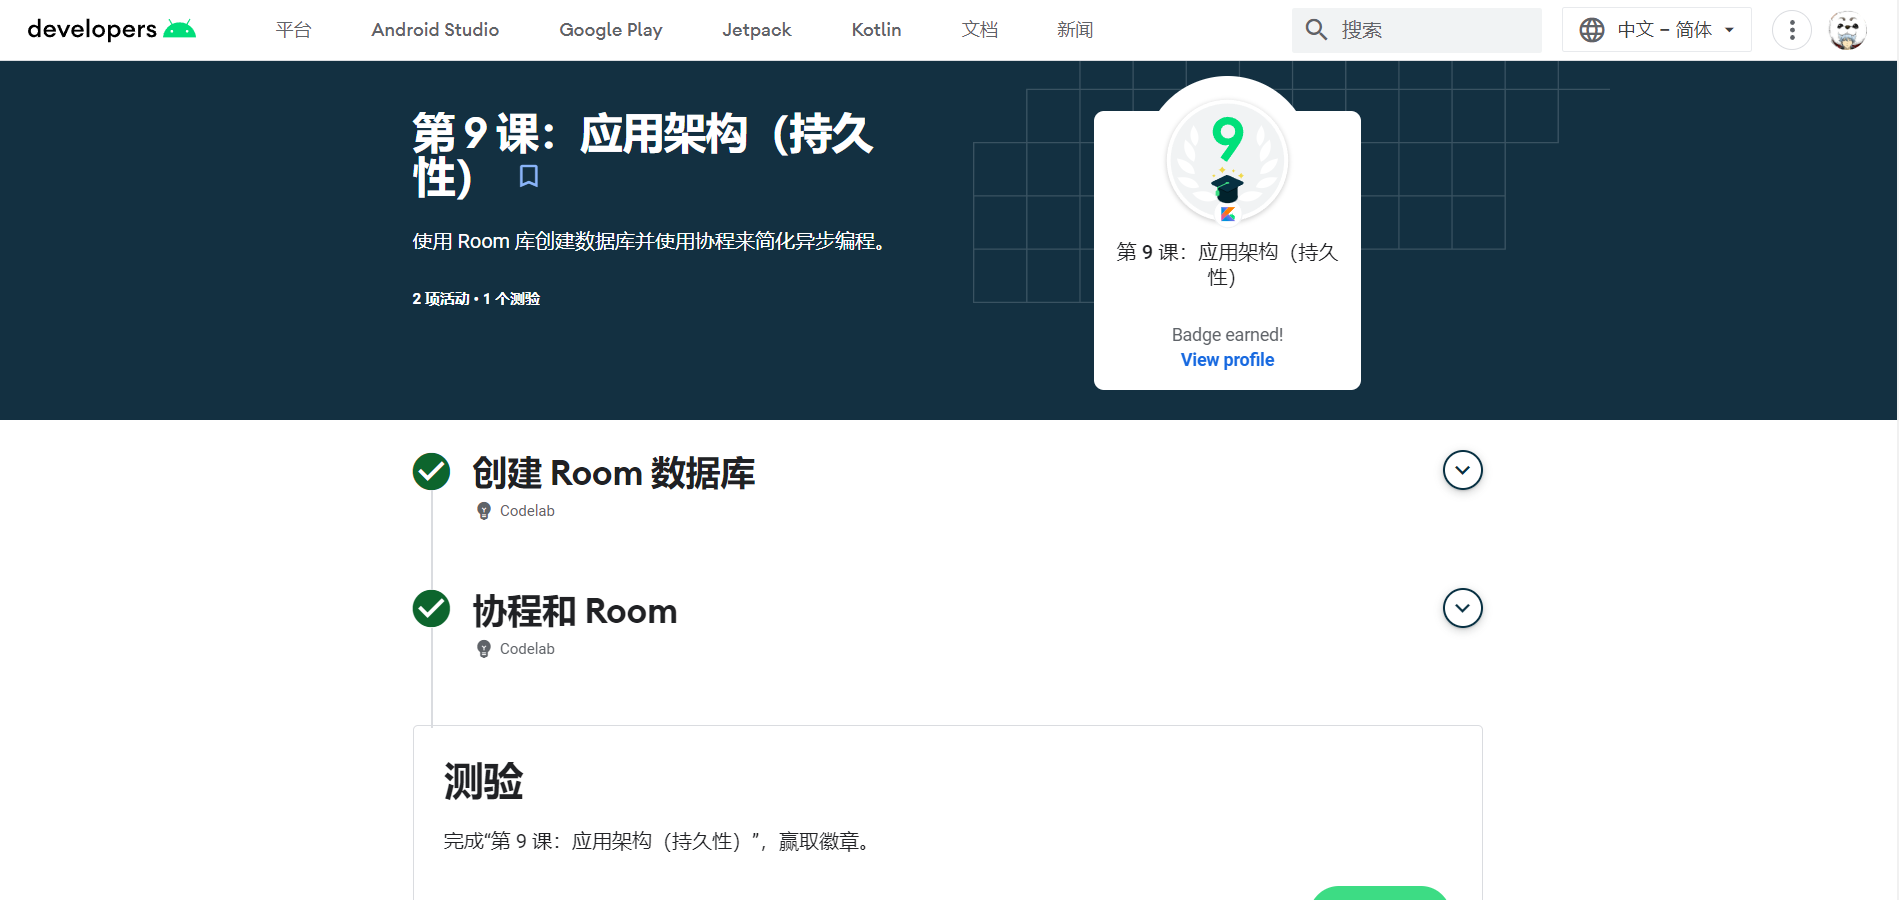 developers
平台
Android Studio
Google Play
Jetpack
Kotlin
文档
新闻
搜索
中文 – 简体
第 9 课：应用架构（持久
性）
使用 Room 库创建数据库并使用协程来简化异步编程。
2 项活动 • 1 个测验
9
第 9 课：应用架构（持久
性）
Badge earned!
View profile
创建 Room 数据库
Codelab
协程和 Room
Codelab
测验
完成“第 9 课：应用架构（持久性）”，赢取徽章。